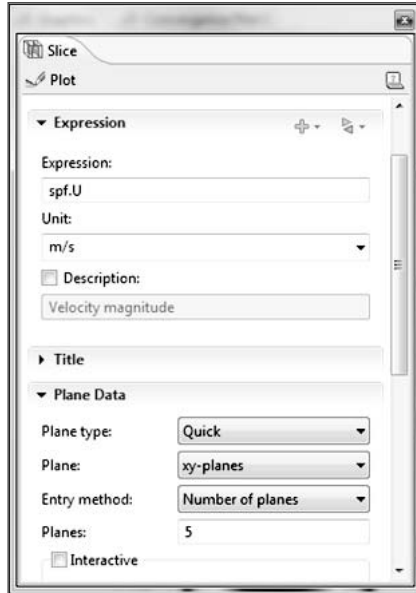 Slice
Plot
Expression
Expression:
spf.U
Unit:
m/s
Description:
Velocity magnitude
Title
Plane Data
Plane type: Quick
Plane: xy-planes
Entry method: Number of planes
Planes: 5
Interactive